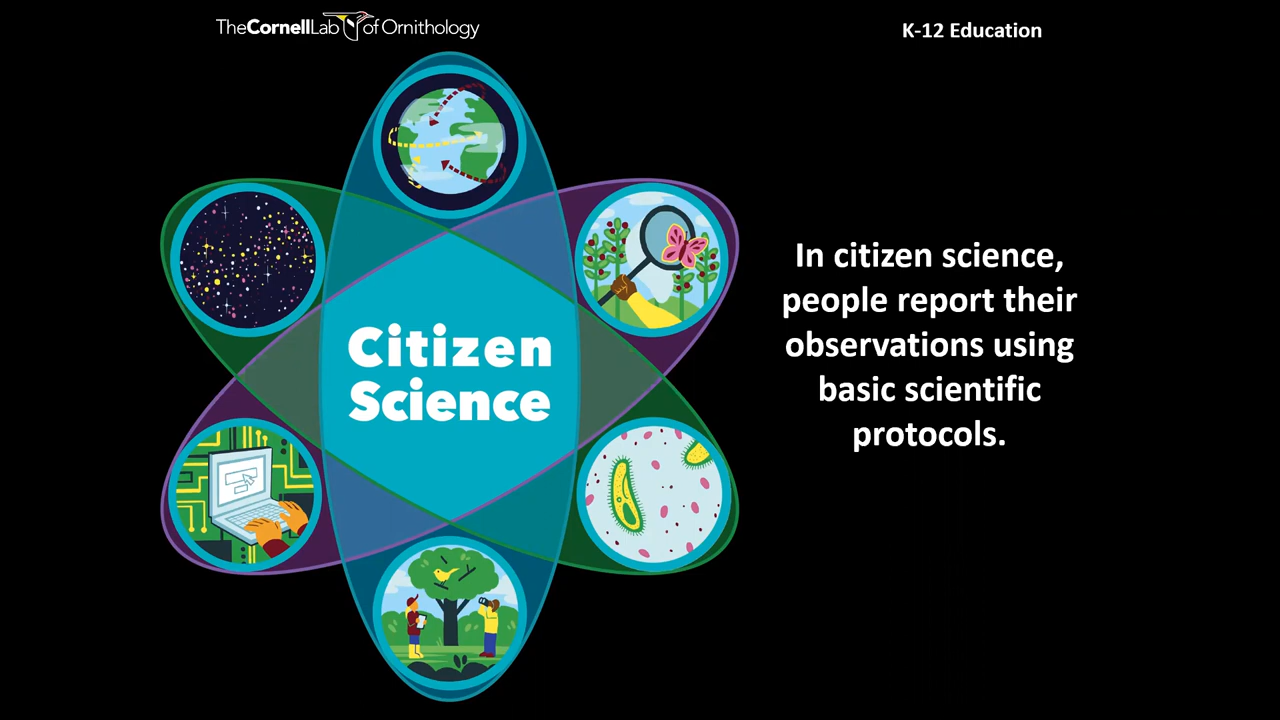 TheCornellLab of Ornithology
K-12 Education
Citizen
Science
In citizen science,
people report their
observations using
basic scientific
protocols.